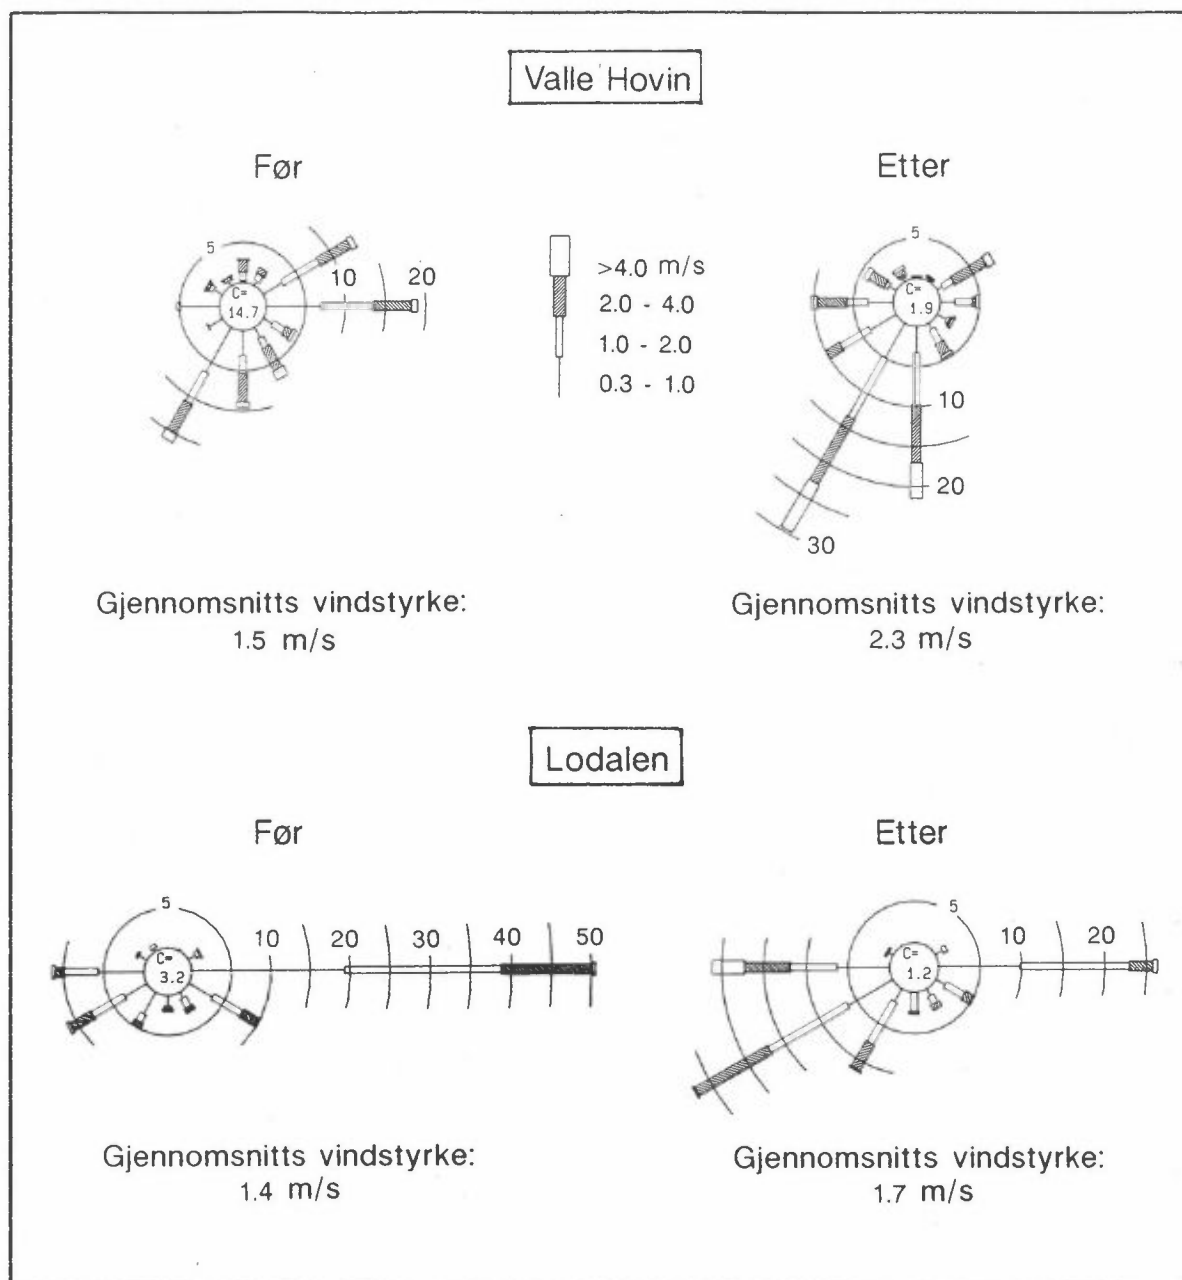 Valle Hovin
Før
Etter
5
10
20
C=
14.7
>4.0 m/s
2.0 - 4.0
1.0 - 2.0
0.3 - 1.0
5
C=
1.9
10
20
30
Gjennomsnitts vindstyrke:
1.5 m/s
Gjennomsnitts vindstyrke:
2.3 m/s
Lodalen
Før
Etter
5
10
20
30
40
50
C=
3.2
5
10
20
C=
1.2
Gjennomsnitts vindstyrke:
1.4 m/s
Gjennomsnitts vindstyrke:
1.7 m/s